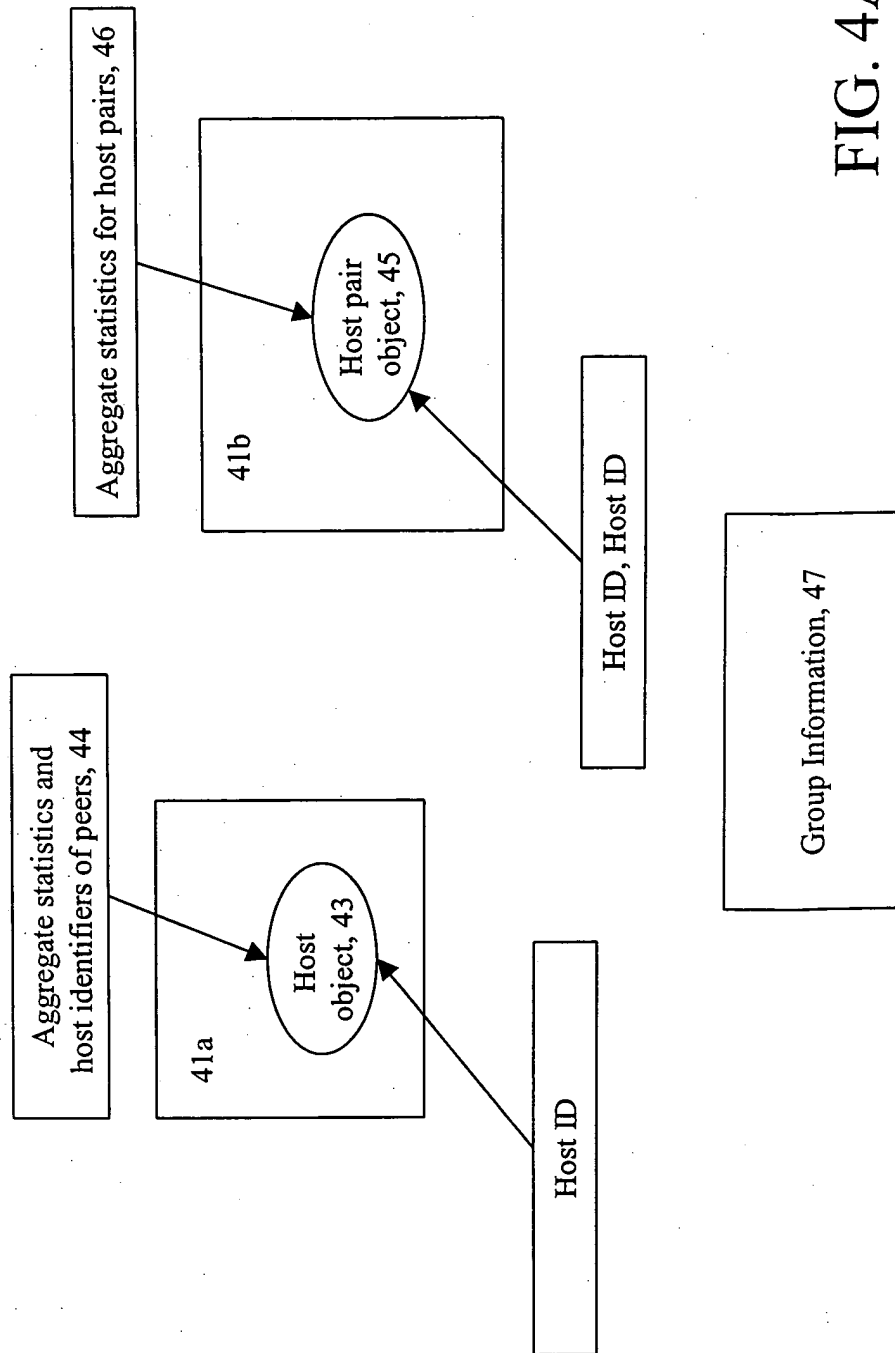 Aggregate statistics and
host identifiers of peers, 44
Aggregate statistics for host pairs, 46
41a
Host
object, 43
41b
Host pair
object, 45
Host ID
Host ID, Host ID
Group Information, 47
FIG. 4A